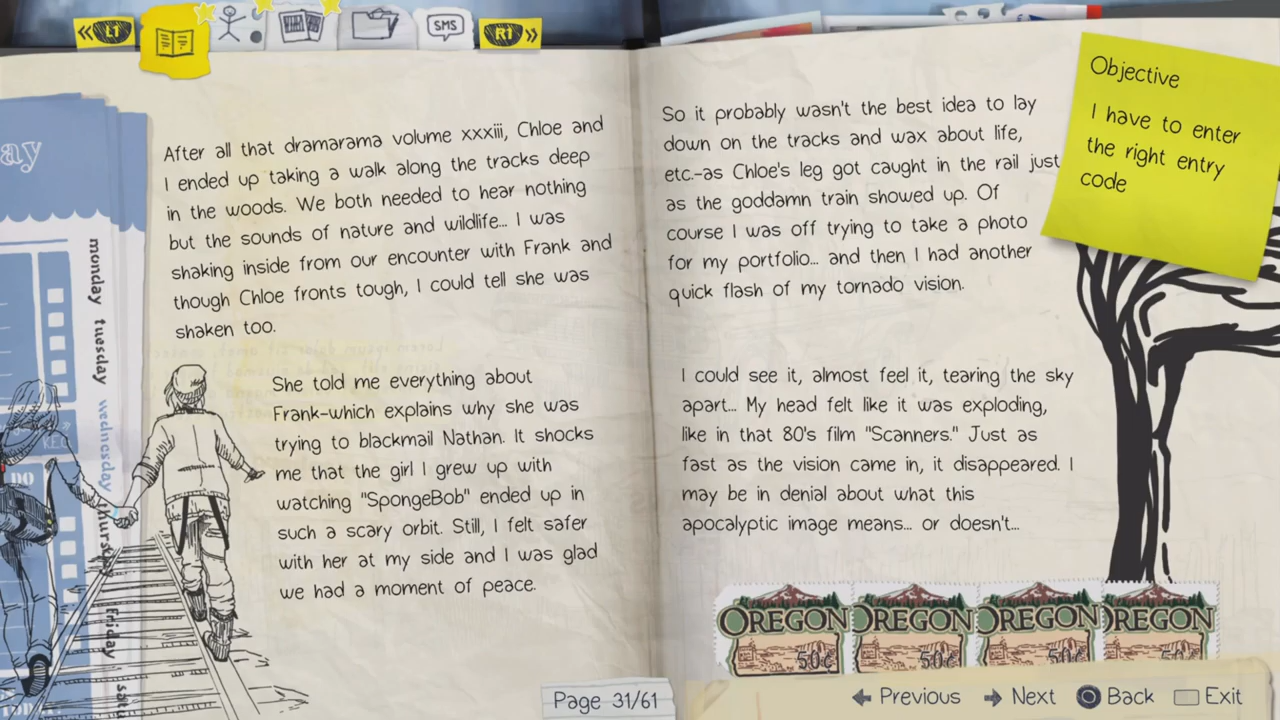 L1
SMS
R1
ay
monday tuesday wednesday thursday friday satu
After all that dramarama volume xxxiii, Chloe and
I ended up taking a walk along the tracks deep
in the woods. We both needed to hear nothing
but the sounds of nature and wildlife... I was
shaking inside from our encounter with Frank and
though Chloe fronts tough, I could tell she was
shaken too.
She told me everything about
Frank-which explains why she was
trying to blackmail Nathan. It shocks
me that the girl I grew up with
watching "SpongeBob" ended up in
such a scary orbit. Still, I felt safer
with her at my side and I was glad
we had a moment of peace.
So it probably wasn't the best idea to lay
down on the tracks and wax about life,
etc.-as Chloe's leg got caught in the rail just
as the goddamn train showed up. Of
course I was off trying to take a photo
for my portfolio... and then I had another
quick flash of my tornado vision.
I could see it, almost feel it, tearing the sky
apart... My head felt like it was exploding,
like in that 80's film "Scanners." Just as
fast as the vision came in, it disappeared. I
may be in denial about what this
apocalyptic image means... or doesn't...
Objective
I have to enter
the right entry
code
OREGON 50¢ OREGON 50¢ OREGON 50¢ OREGON 50¢
Page 31/61
Previous Next Back Exit